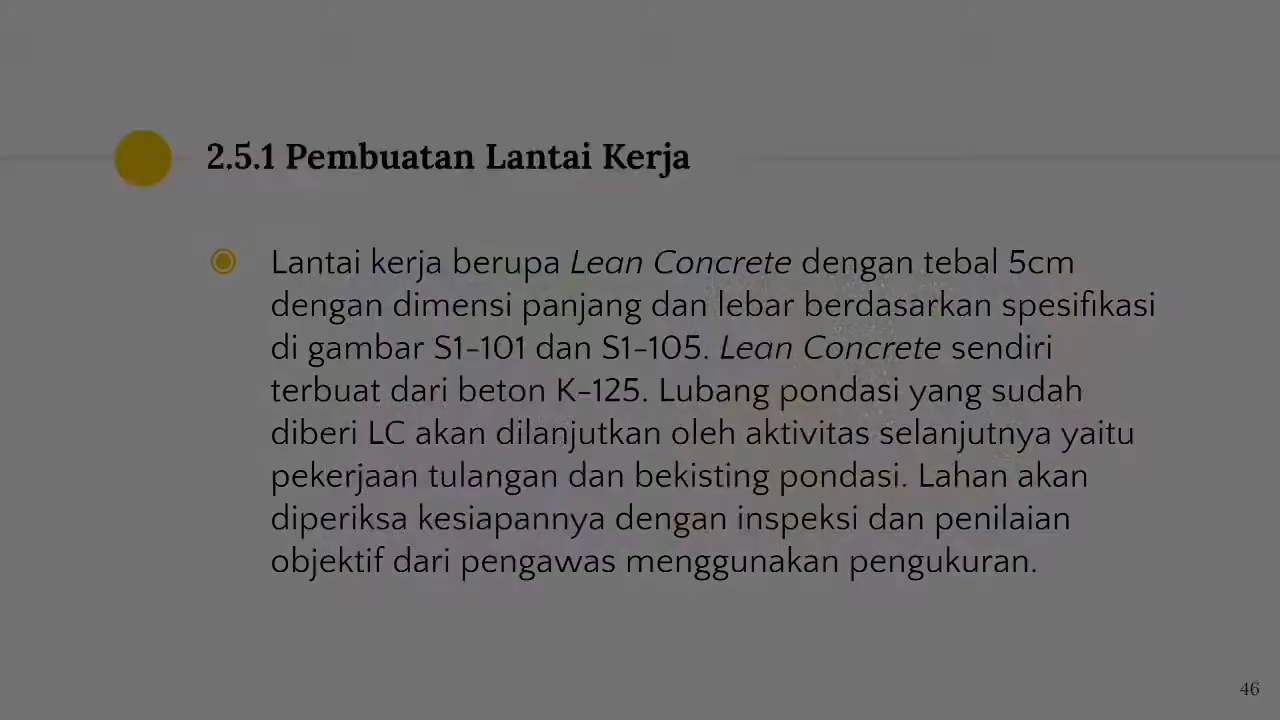 2.5.1 Pembuatan Lantai Kerja
Lantai kerja berupa Lean Concrete dengan tebal 5cm
dengan dimensi panjang dan lebar berdasarkan spesifikasi
di gambar S1-101 dan S1-105. Lean Concrete sendiri
terbuat dari beton K-125. Lubang pondasi yang sudah
diberi LC akan dilanjutkan oleh aktivitas selanjutnya yaitu
pekerjaan tulangan dan bekisting pondasi. Lahan akan
diperiksa kesiapannya dengan inspeksi dan penilaian
objektif dari pengawas menggunakan pengukuran.
46